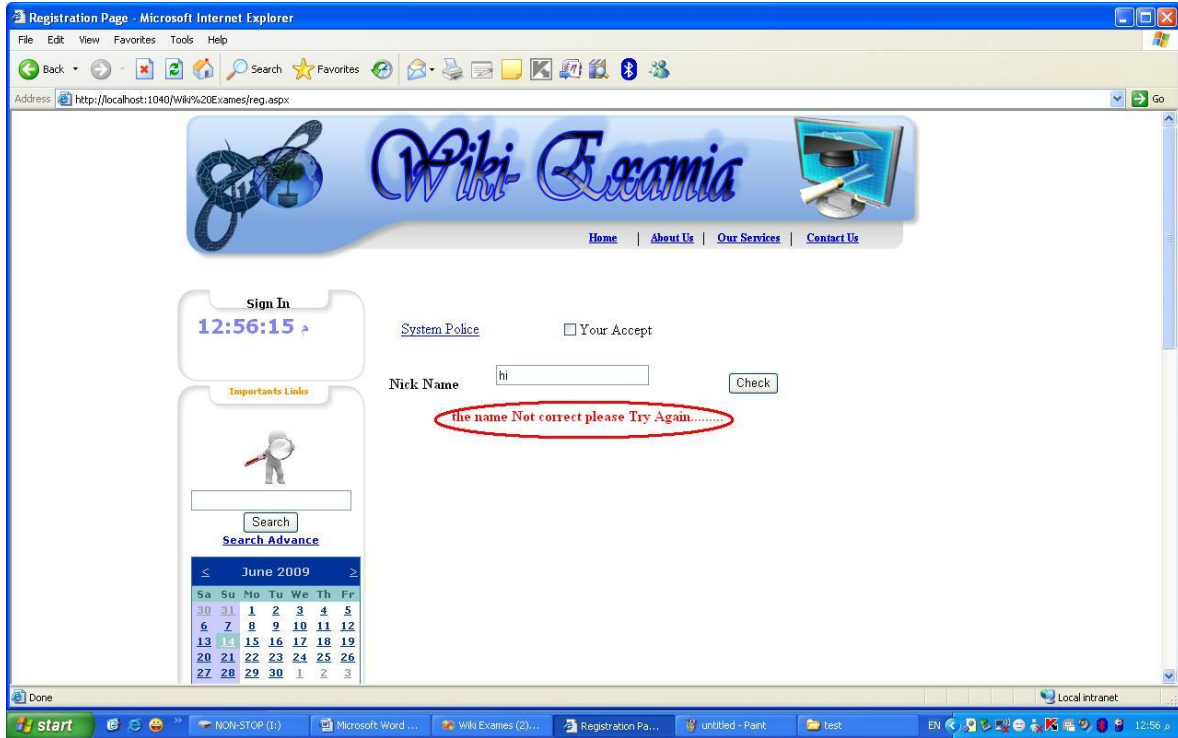 Registration Page - Microsoft Internet Explorer
File Edit View Favorites Tools Help
Back Search Favorites
Address http://localhost:1040/Wiki%20Exames/reg.aspx Go
Wiki- Examia
Home | About Us | Our Services | Contact Us
Sign In
12:56:15 م
System Police Your Accept
Nick Name hi Check
the name Not correct please Try Again.........
Importants Links
Search
Search Advance
< June 2009 >
Sa Su Mo Tu We Th Fr
30 31 1 2 3 4 5
6 7 8 9 10 11 12
13 14 15 16 17 18 19
20 21 22 23 24 25 26
27 28 29 30 1 2 3
Done Local intranet
start NON-STOP (I:) Microsoft Word ... Wiki Exames (2)... Registration Pa... untitled - Paint test EN 12:56 م